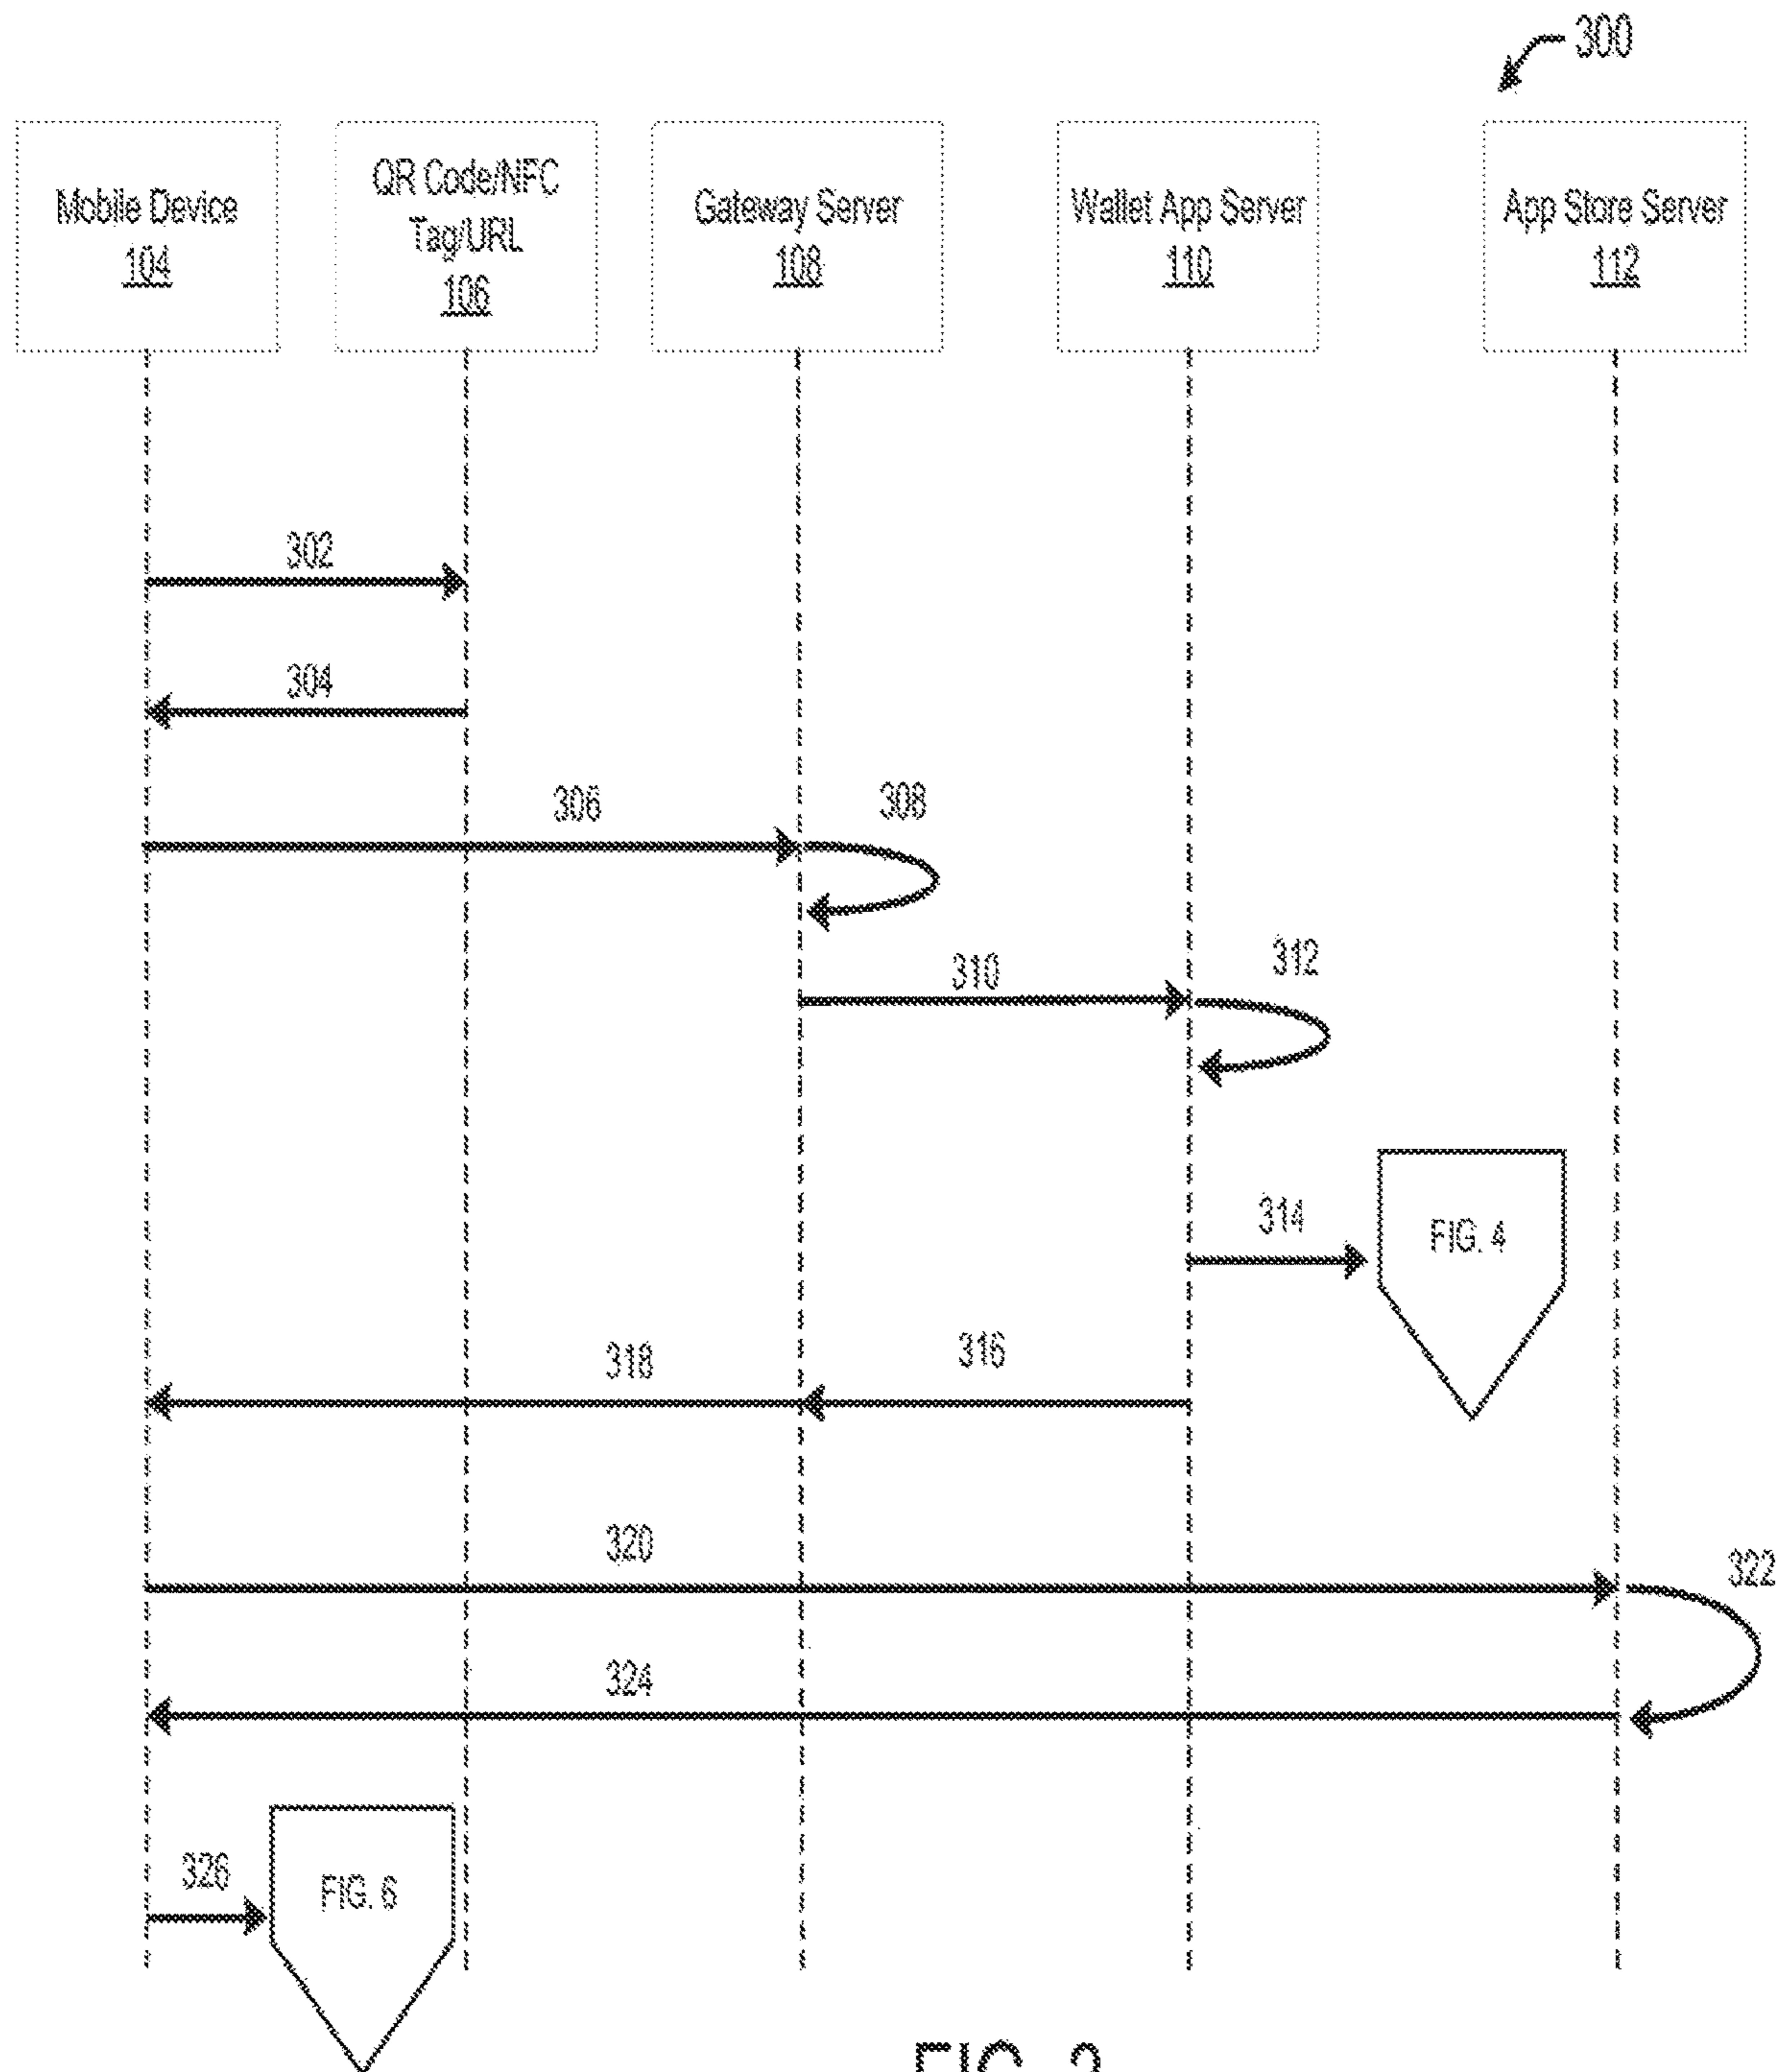 300
Mobile Device
104
QR Code/NFC
Tag/URL
106
Gateway Server
108
Wallet App Server
110
App Store Server
112
302
304
306
308
310
312
314
FIG. 4
316
318
320
322
324
326
FIG. 6
FIG. 3